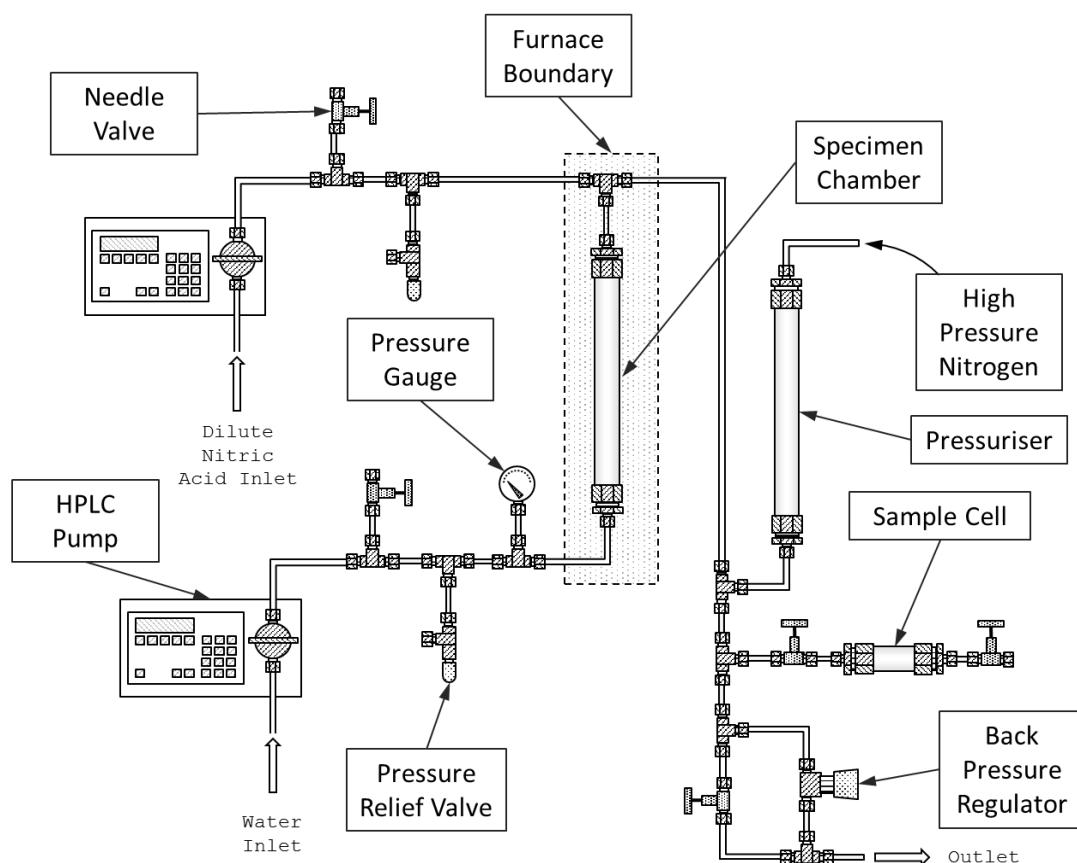 Furnace
Boundary
Needle
Valve
Specimen
Chamber
High
Pressure
Nitrogen
Pressure
Gauge
Dilute
Nitric
Acid Inlet
Pressuriser
HPLC
Pump
Sample Cell
Pressure
Relief Valve
Back
Pressure
Regulator
Water
Inlet
Outlet